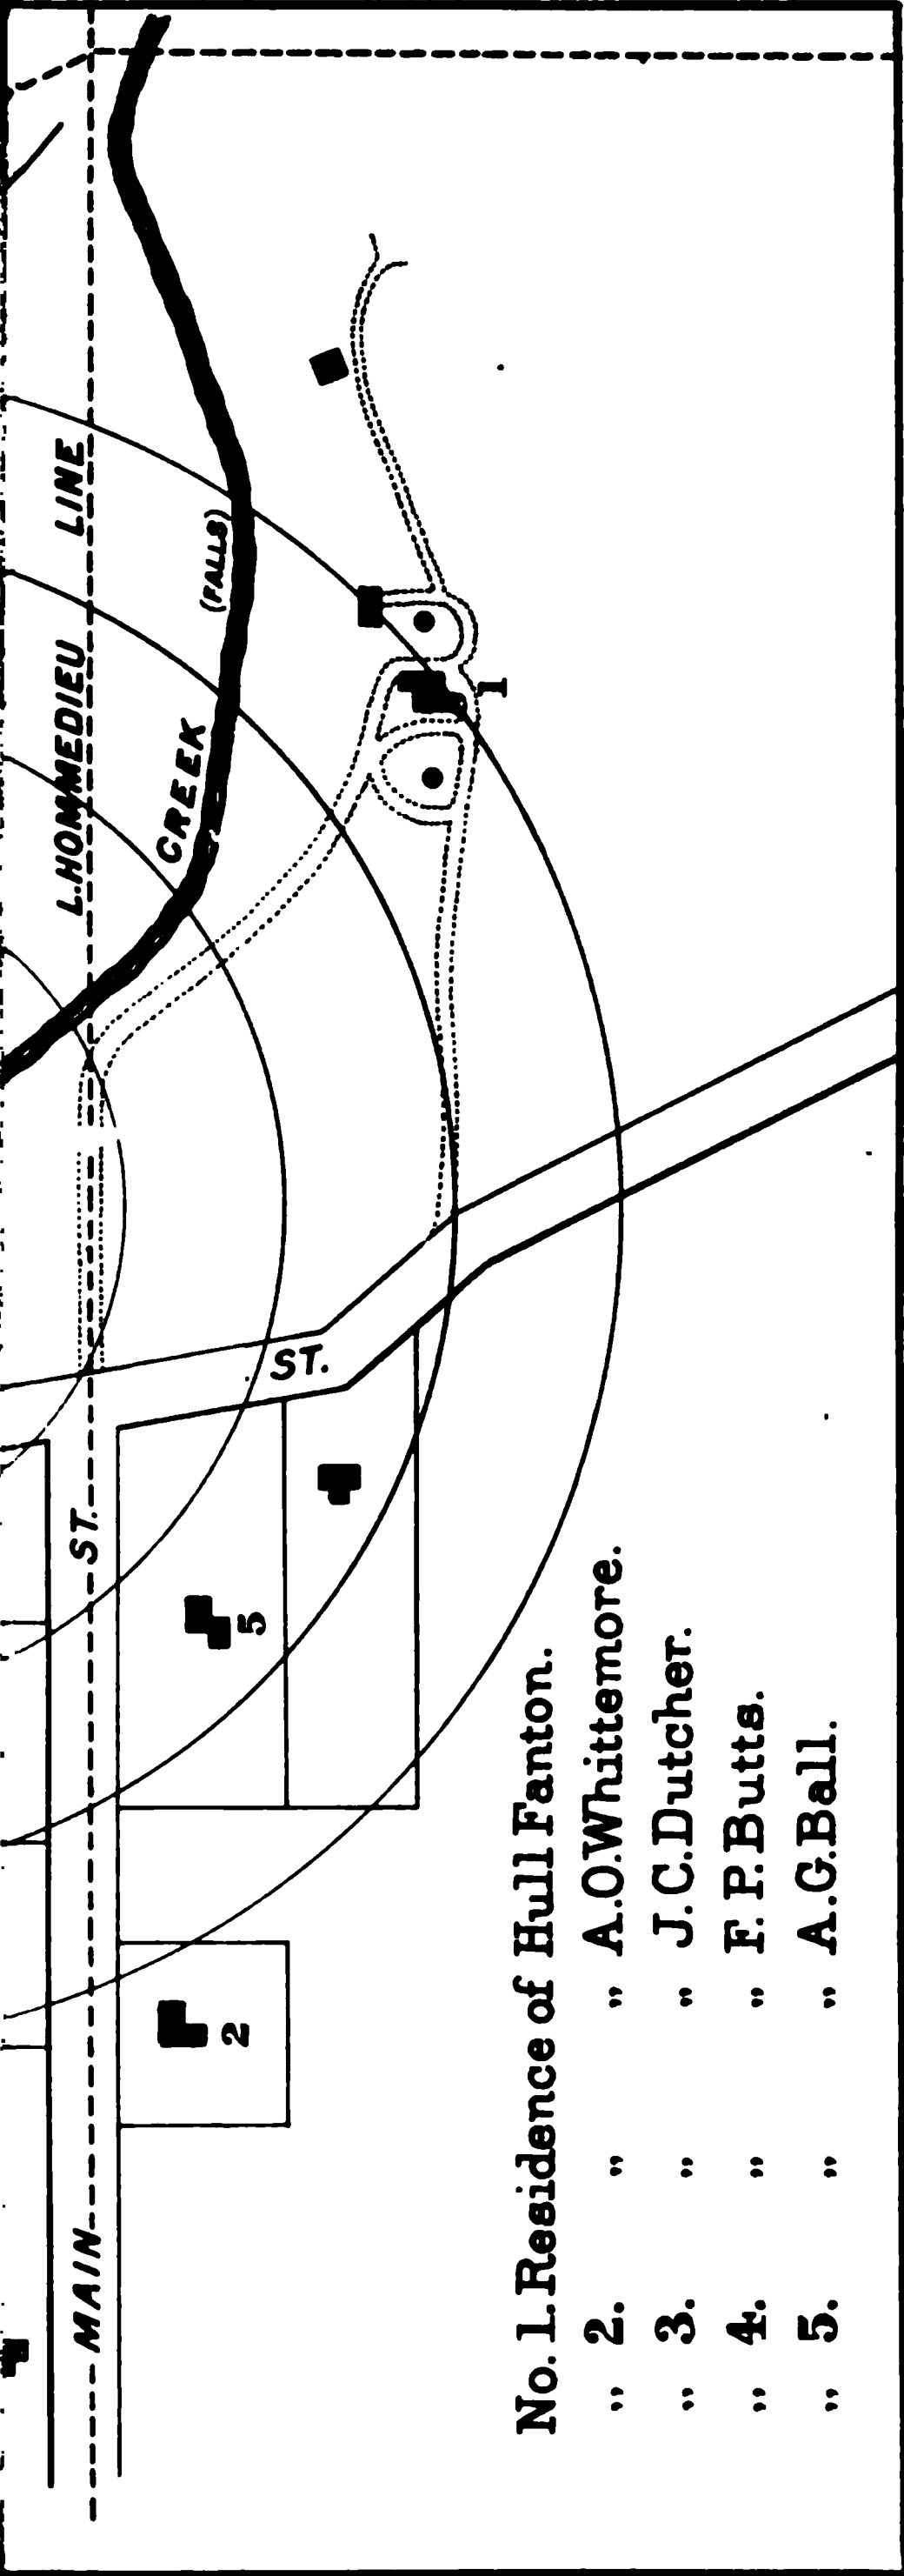 L.HOMMEDIEU LINE
CREEK
(FALLS)
MAIN ST.
ST.
1
5
2
No. 1. Residence of Hull Fanton.
„ 2. „ „ A.O. Whittemore.
„ 3. „ „ J.C. Dutcher.
„ 4. „ „ F. P. Butts.
„ 5. „ „ A.G. Ball.